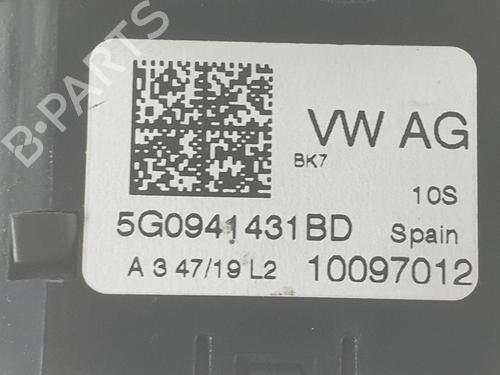 B-PARTS
VW AG
BK7
10S
5G0941431BD Spain
A 3 47/19 L2 10097012